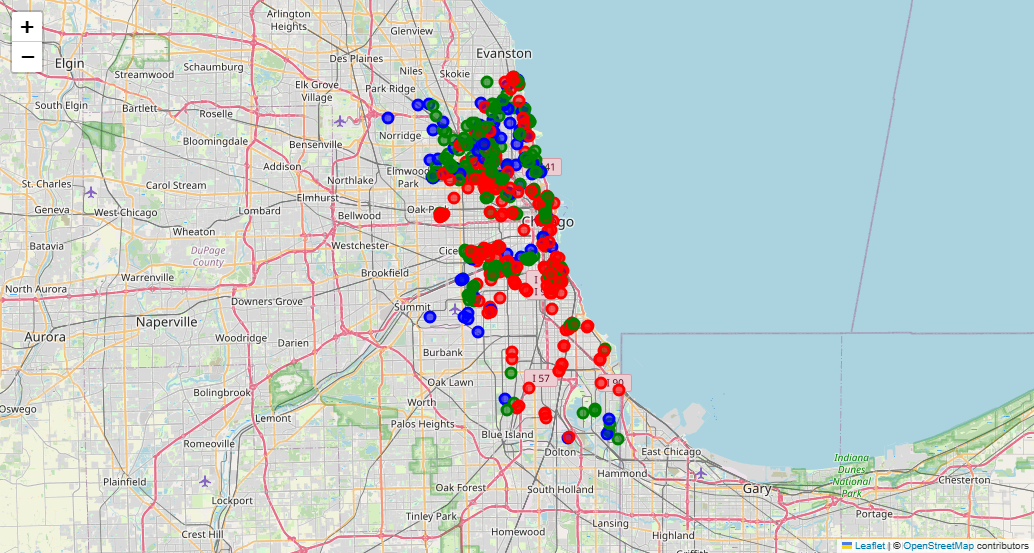 +
−
Arlington
Heights
Glenview
Evanston
Elgin
Streamwood
Schaumburg
Des Plaines
Niles
Skokie
Elk Grove
Village
Park Ridge
South Elgin
Bartlett
Roselle
Norridge
Bloomingdale
Bensenville
Addison
41
St. Charles
Carol Stream
Northlake
Elmwood
Park
Elmhurst
Geneva
West Chicago
Lombard
Bellwood
Oak
Wheaton
Batavia
DuPage
County
Westchester
Warrenville
Brookfield
North Aurora
Downers Grove
Summit
Naperville
Aurora
Woodridge
Darien
Burbank
Oak Lawn
I 57
I 90
Bolingbrook
Oswego
Lemont
Worth
Palos Heights
Blue Island
Romeoville
Dolton
East Chicago
Hammond
Indiana
Dunes
National
Park
Plainfield
Oak Forest
South Holland
Gary
Chesterton
Lockport
Tinley Park
Lansing
Highland
Portage
Crest Hill
Homewood
Leaflet | © OpenStreetMap contributors